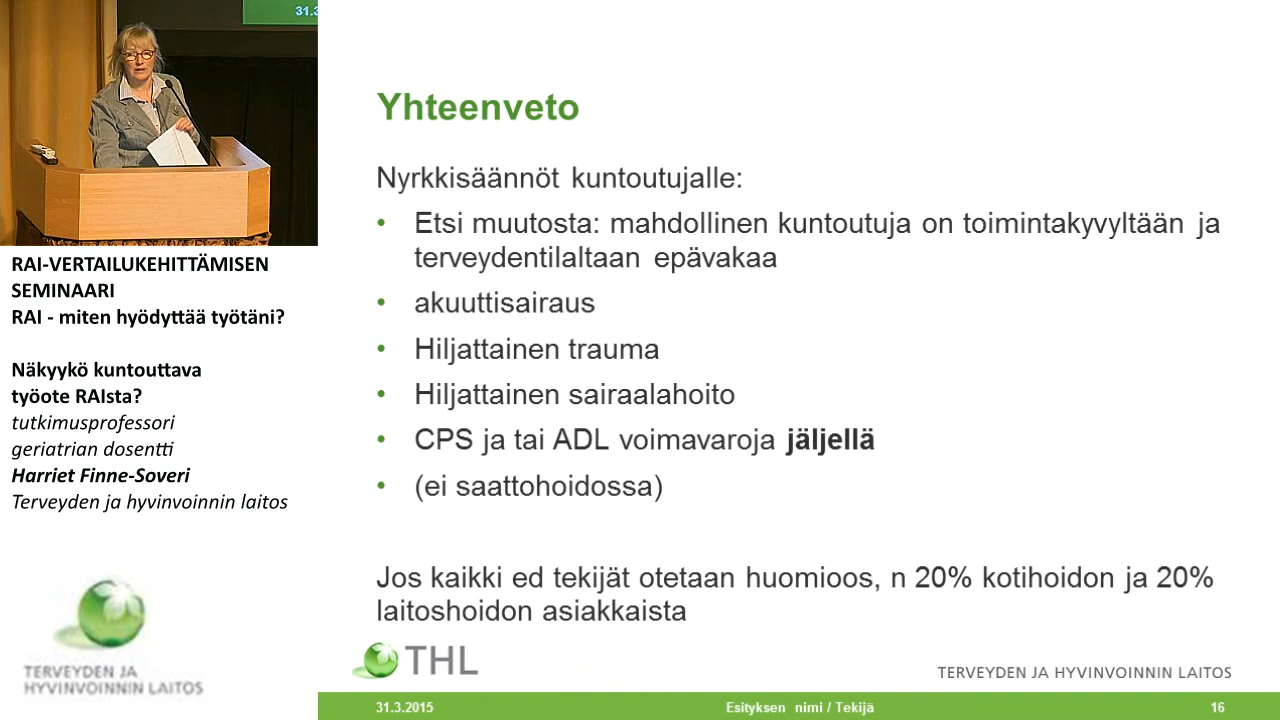 31.3
RAI-VERTAILUKEHITTÄMISEN
SEMINAARI
RAI - miten hyödyttää työtäni?
Näkyykö kuntouttava
työote RAIsta?
tutkimusprofessori
geriatrian dosentti
Harriet Finne-Soveri
Terveyden ja hyvinvoinnin laitos
TERVEYDEN JA
HYVINVOINNIN LAITOS
Yhteenveto
Nyrkkisäännöt kuntoutujalle:
• Etsi muutosta: mahdollinen kuntoutuja on toimintakyvyltään ja
terveydentilaltaan epävakaa
• akuuttisairaus
• Hiljattainen trauma
• Hiljattainen sairaalahoito
• CPS ja tai ADL voimavaroja jäljellä
• (ei saattohoidossa)
Jos kaikki ed tekijät otetaan huomioos, n 20% kotihoidon ja 20%
laitoshoidon asiakkaista
THL
TERVEYDEN JA HYVINVOINNIN LAITOS
31.3.2015
Esityksen nimi / Tekijä
16